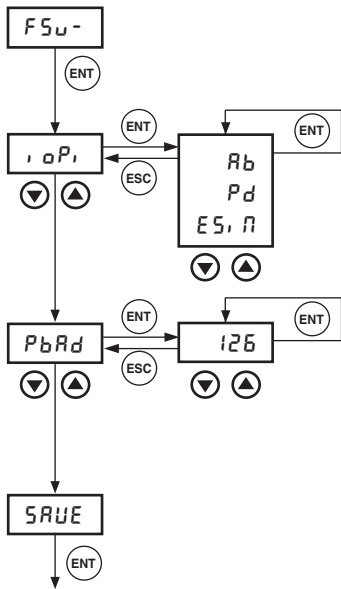 FSu-
ENT
ioPi
ENT
ESC
Ab
Pd
ESiM
ENT
PbAd
ENT
ESC
126
ENT
SAUE
ENT